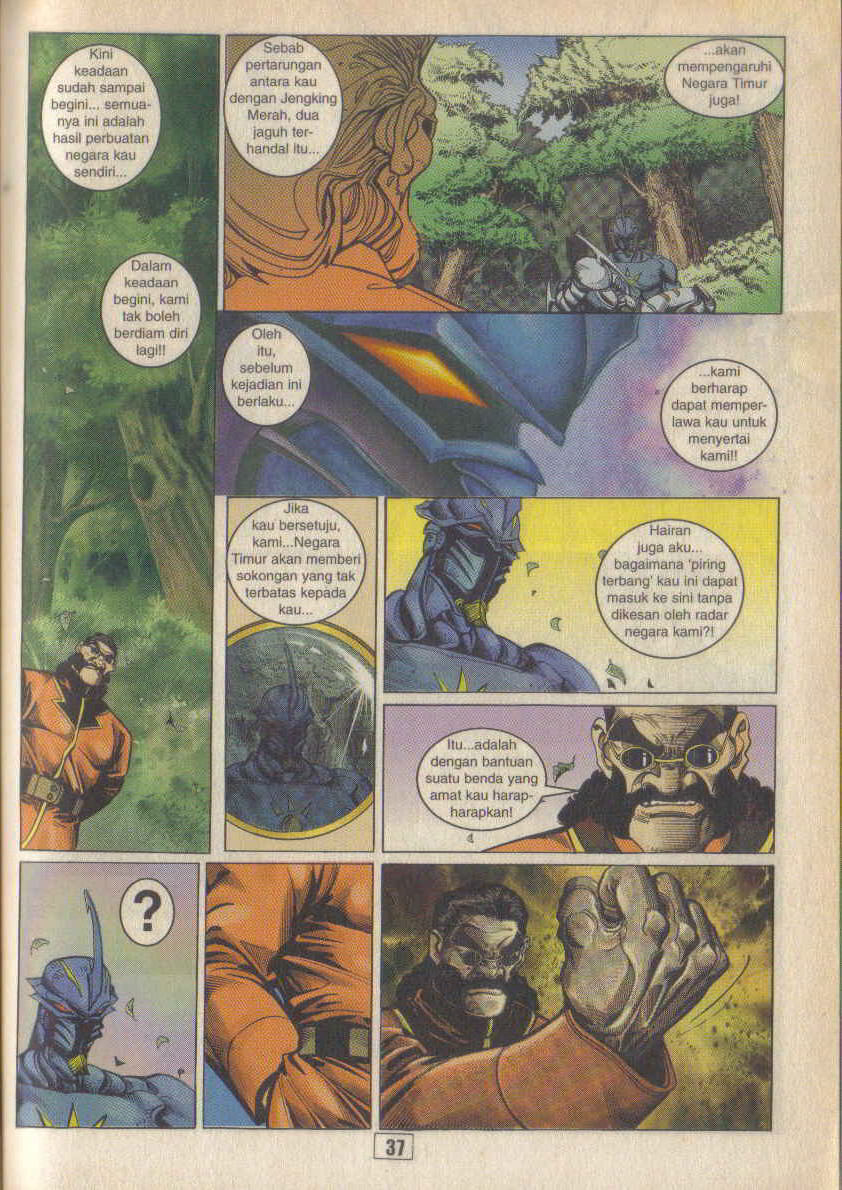 Kini
keadaan
sudah sampai
begini... semua-
nya ini adalah
hasil perbuatan
negara kau
sendiri...
Dalam
keadaan
begini, kami
tak boleh
berdiam diri
lagi!!
Sebab
pertarungan
antara kau
dengan Jengking
Merah, dua
jaguh ter-
handal itu...
...akan
mempengaruhi
Negara Timur
juga!
Oleh
itu,
sebelum
kejadian ini
berlaku...
...kami
berharap
dapat memper-
lawa kau untuk
menyertai
kami!!
Jika
kau bersetuju,
kami...Negara
Timur akan memberi
sokongan yang tak
terbatas kepada
kau...
Hairan
juga aku...
bagaimana 'piring
terbang' kau ini dapat
masuk ke sini tanpa
dikesan oleh radar
negara kami?!
Itu...adalah
dengan bantuan
suatu benda yang
amat kau harap-
harapkan!
?
37